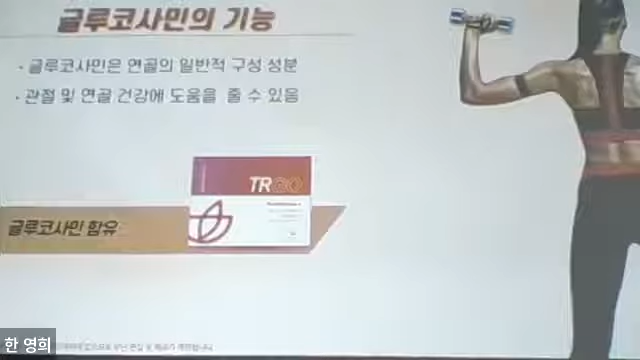 글루코사민의 기능
· 글루코사민은 연골의 일반적 구성 성분
· 관절 및 연골 건강에 도움을 줄 수 있음
TRGO
글루코사민 함유
한 영희